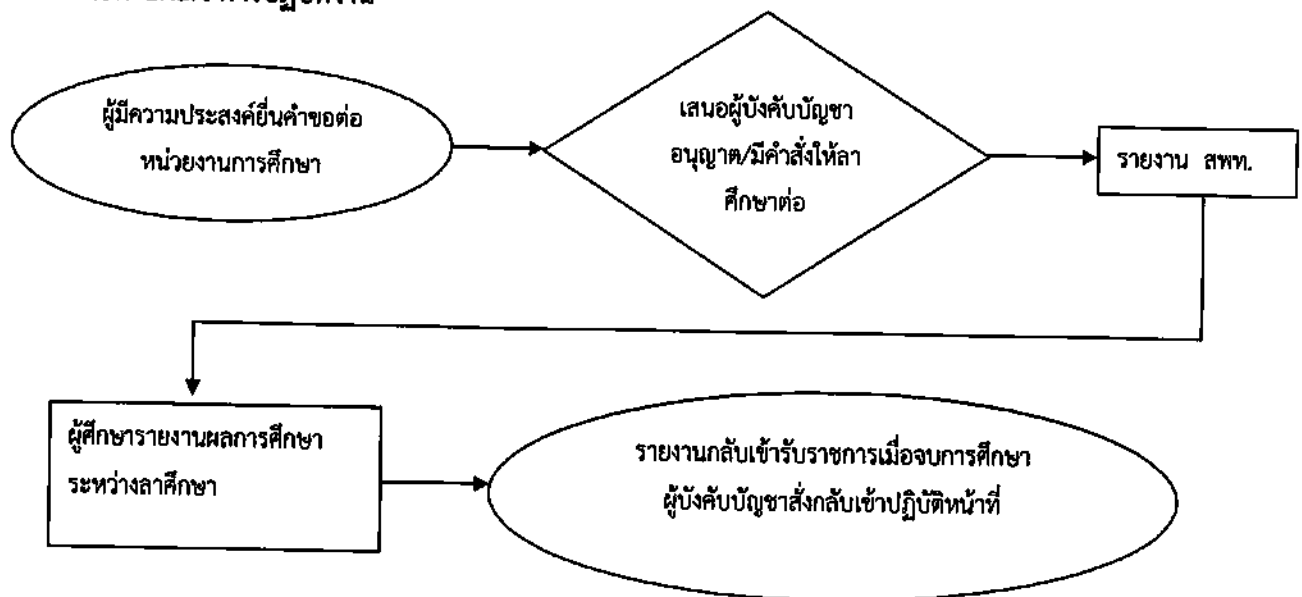 ผู้มีความประสงค์ยื่นคำขอต่อ
หน่วยงานการศึกษา
เสนอผู้บังคับบัญชา
อนุญาต/มีคำสั่งให้ลา
ศึกษาต่อ
รายงาน สพท.
ผู้ศึกษารายงานผลการศึกษา
ระหว่างลาศึกษา
รายงานกลับเข้ารับราชการเมื่อจบการศึกษา
ผู้บังคับบัญชาสั่งกลับเข้าปฏิบัติหน้าที่